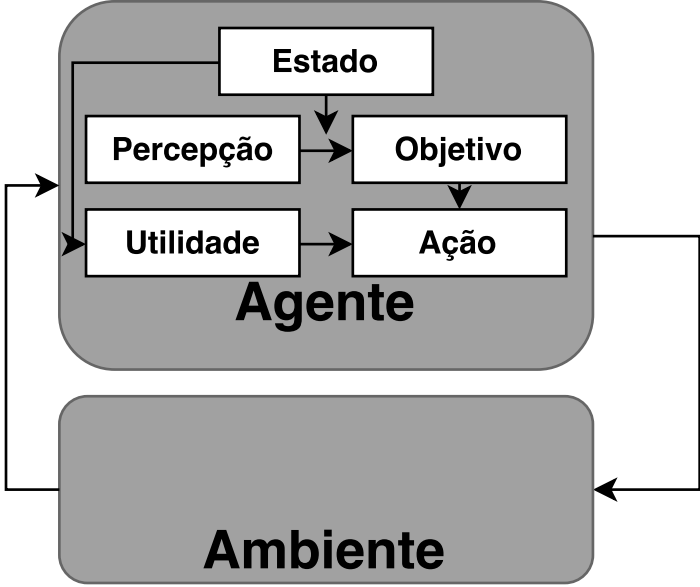 Estado
Percepção
Objetivo
Utilidade
Ação
Agente
Ambiente